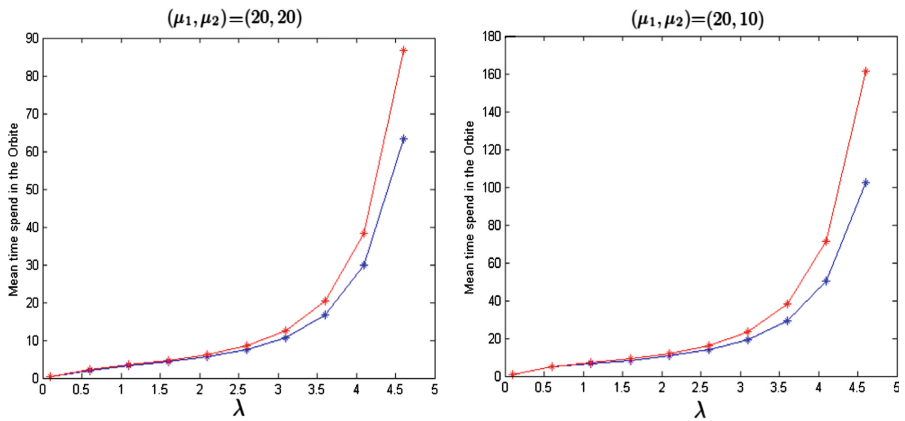 (μ₁, μ₂)=(20, 20)
90
80
70
60
50
40
30
20
10
0
Mean time spend in the Orbite
0 0.5 1 1.5 2 2.5 3 3.5 4 4.5 5
λ
(μ₁, μ₂)=(20, 10)
180
160
140
120
100
80
60
40
20
0
Mean time spend in the Orbite
0 0.5 1 1.5 2 2.5 3 3.5 4 4.5 5
λ